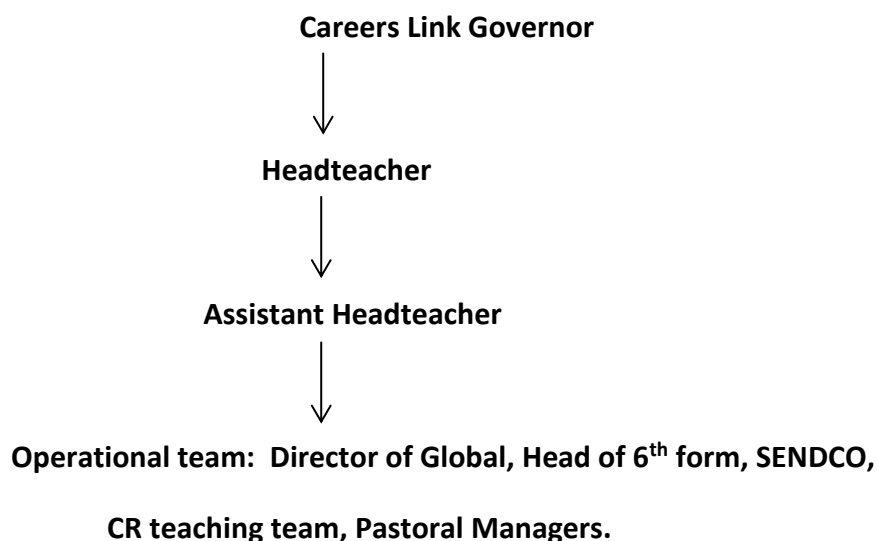 Careers Link Governor
Headteacher
Assistant Headteacher
Operational team:  Director of Global, Head of 6th form, SENDCO,
CR teaching team, Pastoral Managers.